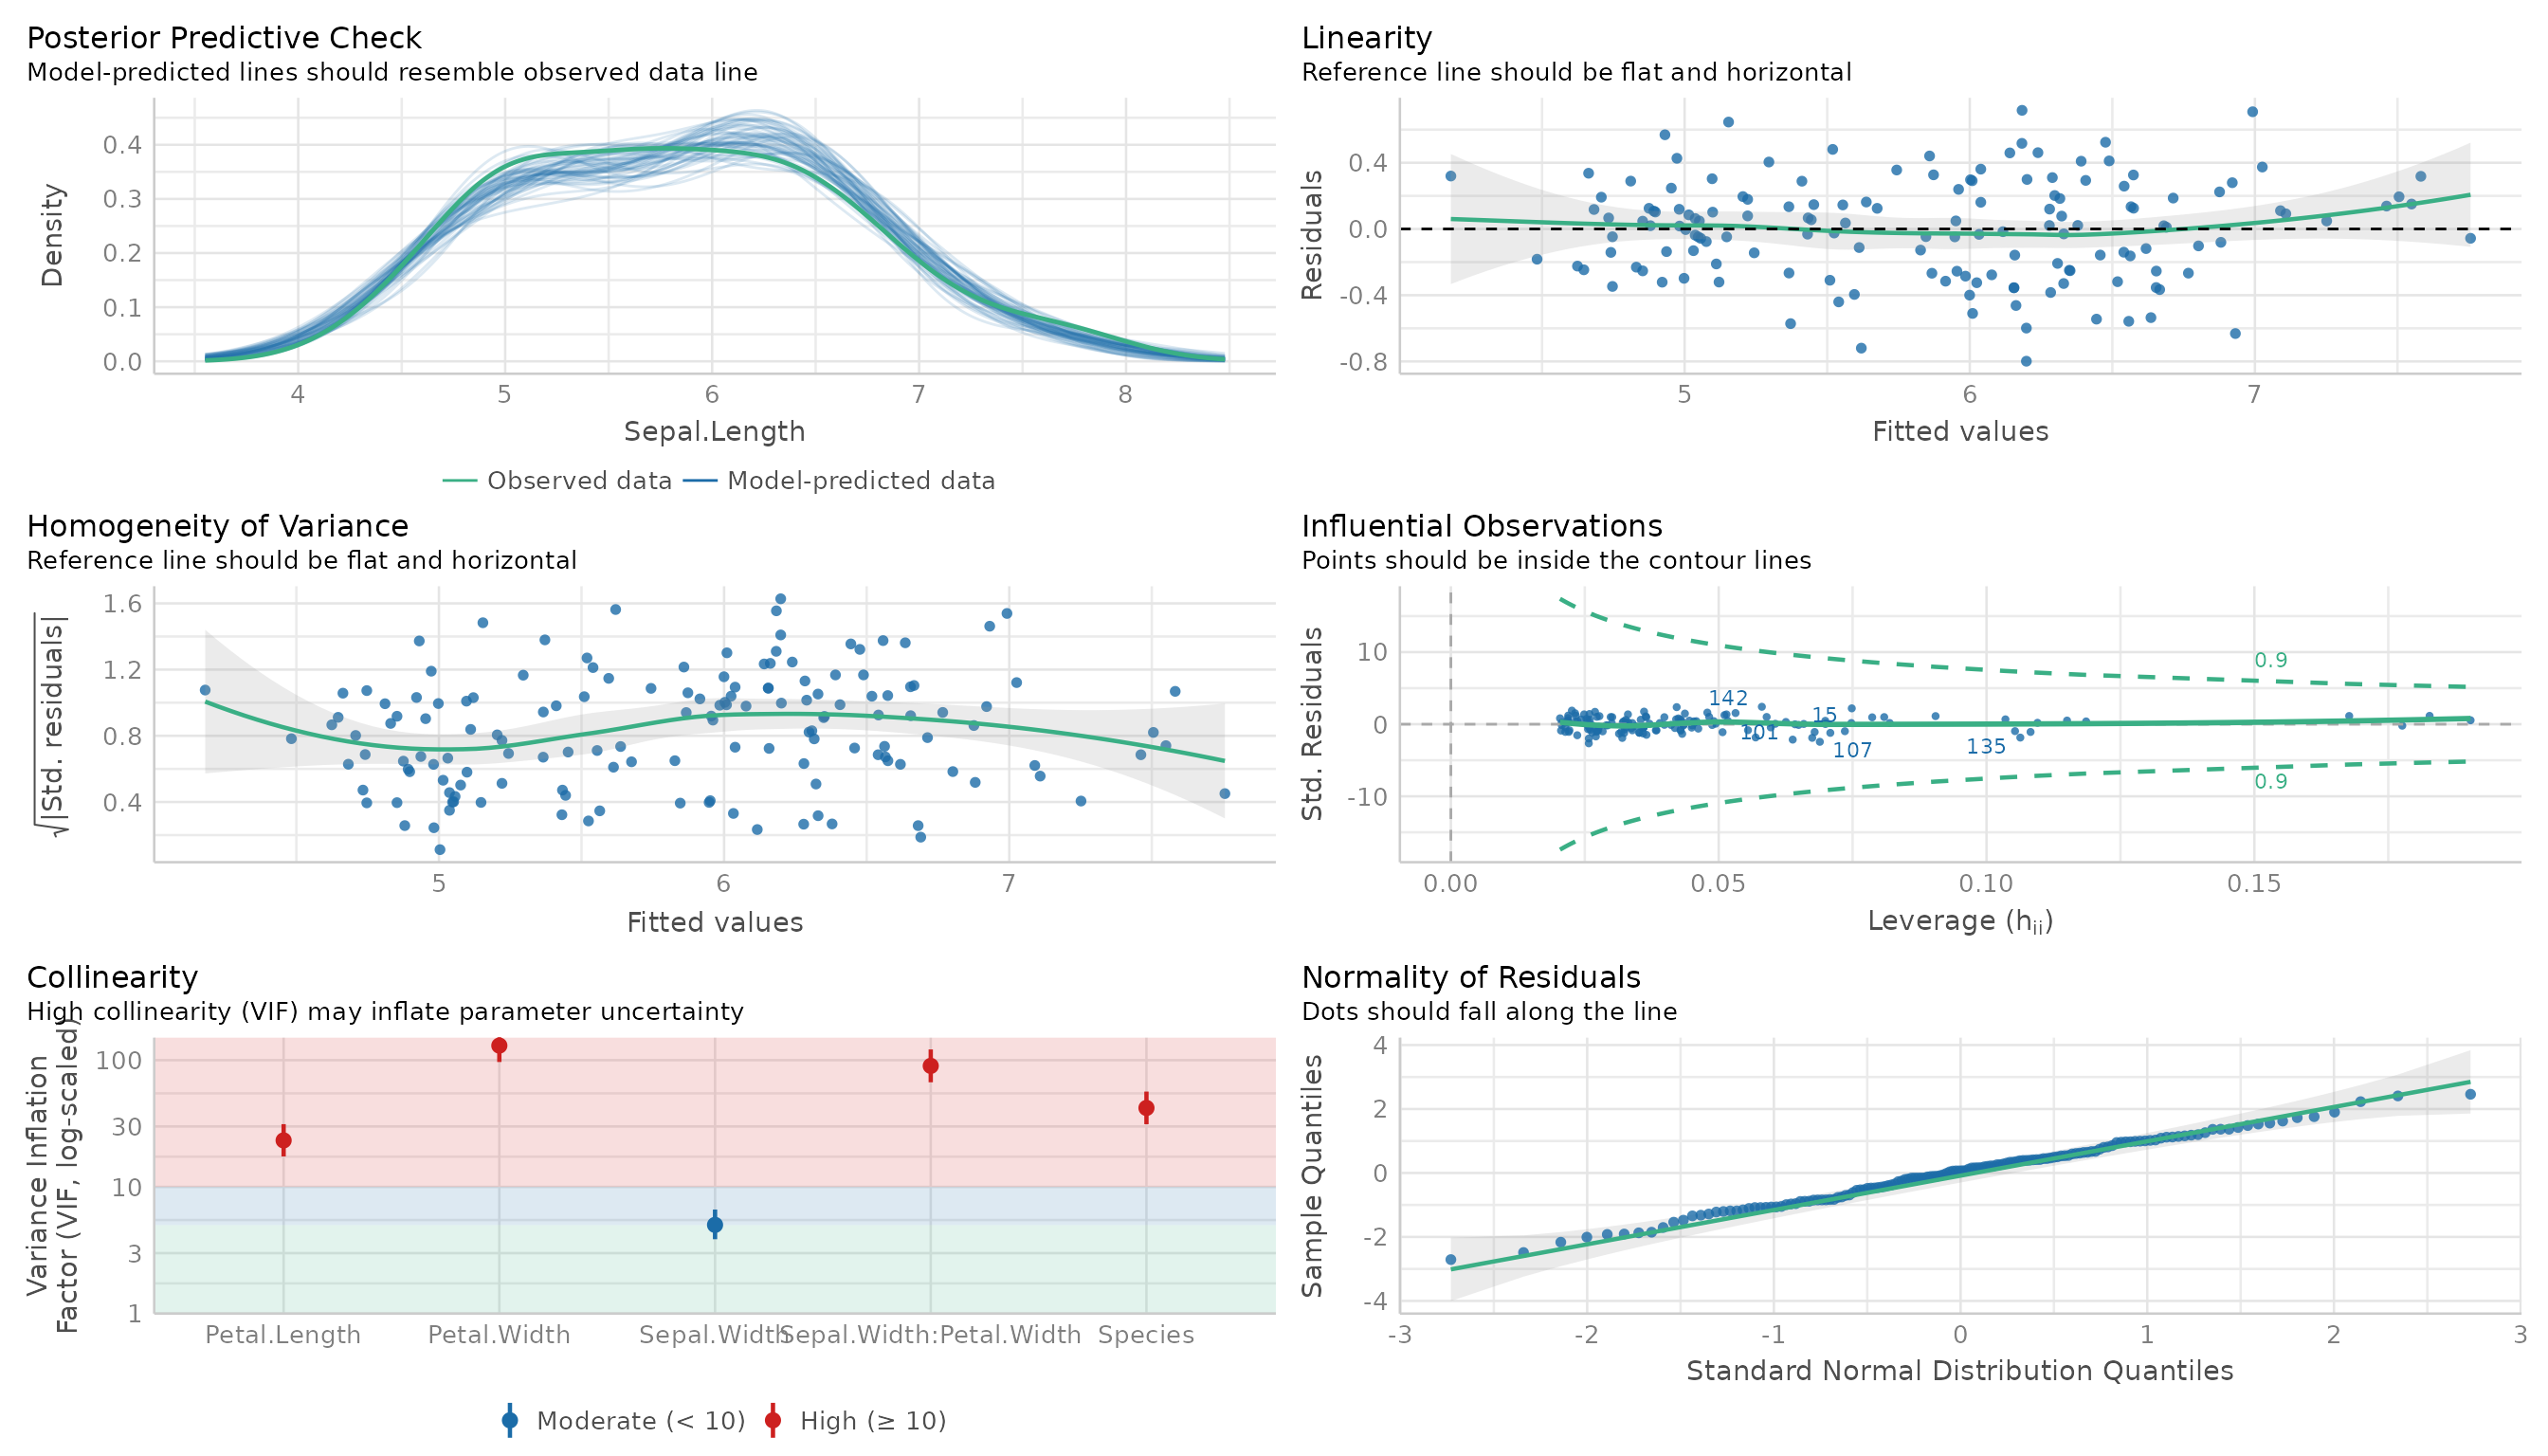 Posterior Predictive Check
Model-predicted lines should resemble observed data line
Density
0.4
0.3
0.2
0.1
0.0
4 5 6 7 8
Sepal.Length
Observed data Model-predicted data
Linearity
Reference line should be flat and horizontal
Residuals
0.4
0.0
-0.4
-0.8
5 6 7
Fitted values
Homogeneity of Variance
Reference line should be flat and horizontal
√|Std. residuals|
1.6
1.2
0.8
0.4
5 6 7
Fitted values
Influential Observations
Points should be inside the contour lines
Std. Residuals
10
0
-10
0.9
142
15
101
107
135
0.9
0.00 0.05 0.10 0.15
Leverage (hii)
Collinearity
High collinearity (VIF) may inflate parameter uncertainty
Variance Inflation
Factor (VIF, log-scaled)
100
30
10
3
1
Petal.Length Petal.Width Sepal.Width Sepal.Width:Petal.Width Species
Moderate (< 10) High (≥ 10)
Normality of Residuals
Dots should fall along the line
Sample Quantiles
4
2
0
-2
-4
-3 -2 -1 0 1 2 3
Standard Normal Distribution Quantiles